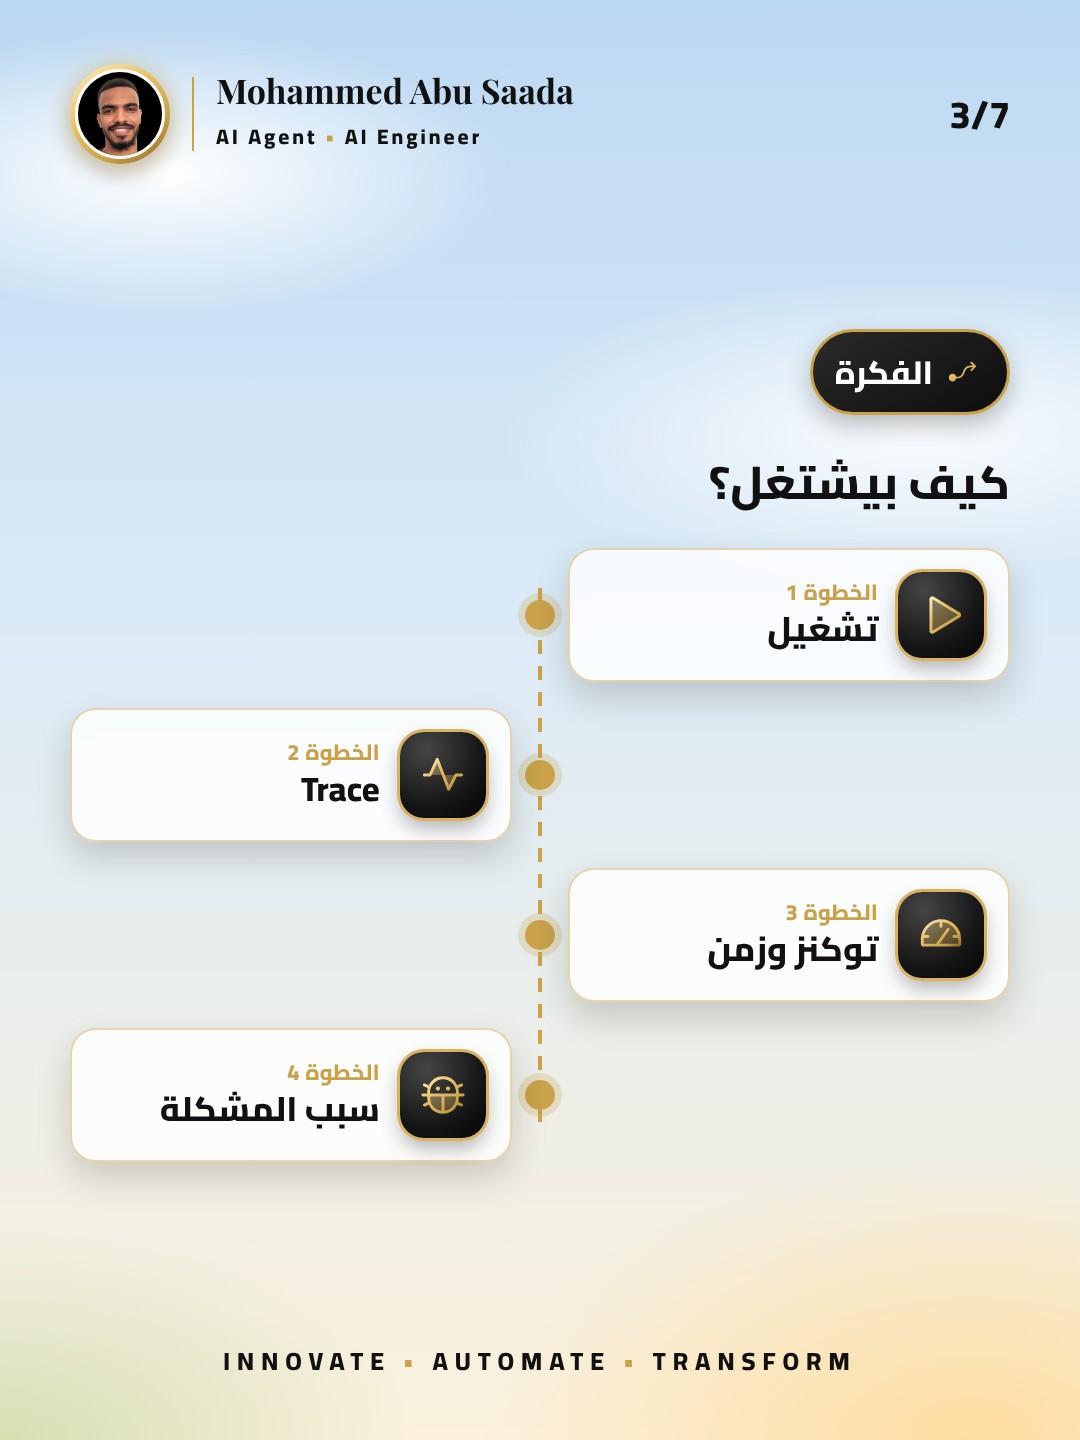 Mohammed Abu Saada
AI Agent ▪ AI Engineer
3/7
الفكرة
كيف بيشتغل؟
الخطوة 1
تشغيل
الخطوة 2
Trace
الخطوة 3
توكنز وزمن
الخطوة 4
سبب المشكلة
INNOVATE ▪ AUTOMATE ▪ TRANSFORM